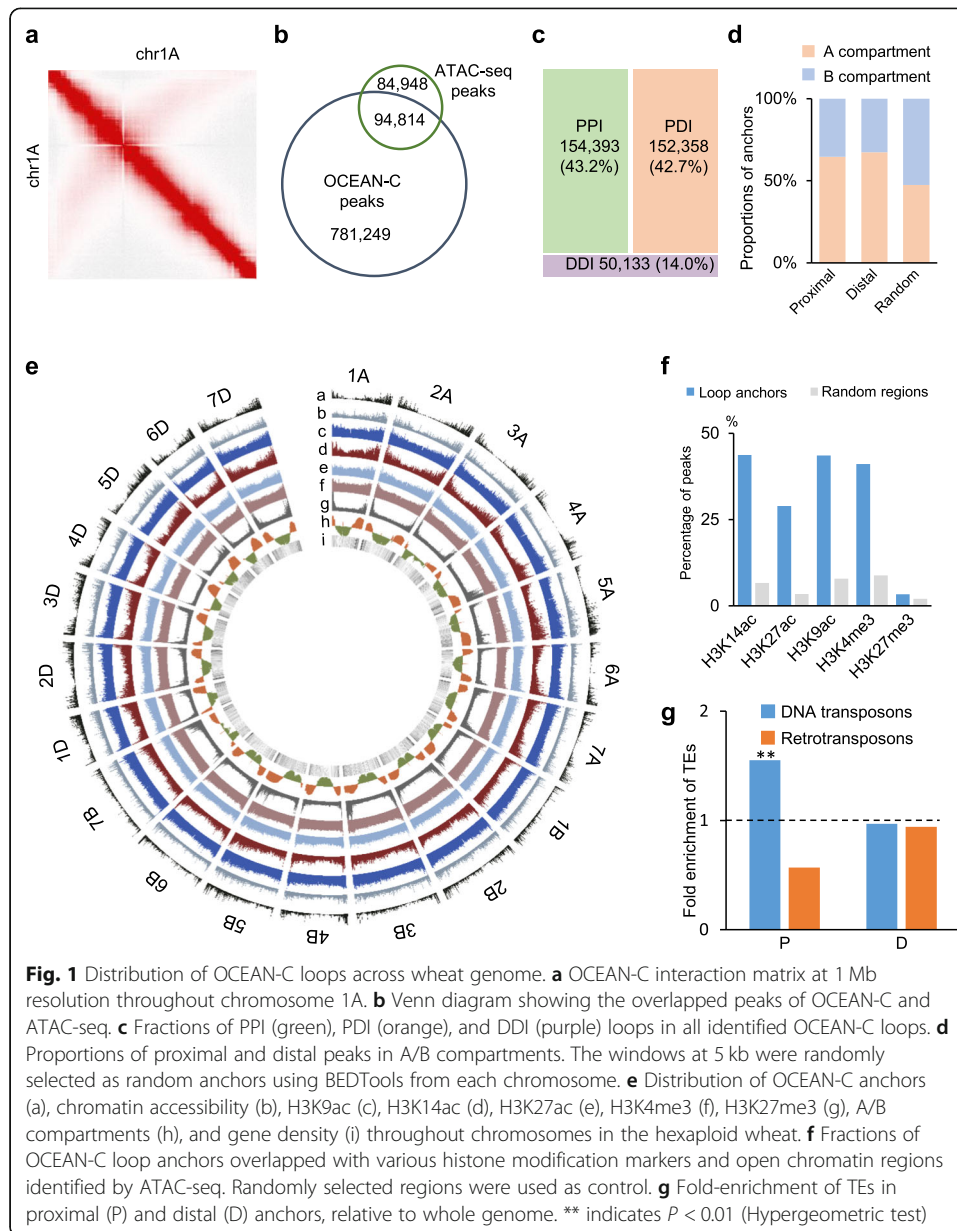 a
chr1A
chr1A
b
ATAC-seq
peaks
84,948
94,814
OCEAN-C
peaks
781,249
c
PPI
154,393
(43.2%)
PDI
152,358
(42.7%)
DDI 50,133 (14.0%)
d
A compartment
B compartment
Proportions of anchors
100%
50%
0%
Proximal
Distal
Random
e
1A
2A
3A
4A
5A
6A
7A
1B
2B
3B
4B
5B
6B
7B
1D
2D
3D
4D
5D
6D
7D
a
b
c
d
e
f
g
h
i
f
Loop anchors
Random regions
%
Percentage of peaks
50
25
0
H3K14ac
H3K27ac
H3K9ac
H3K4me3
H3K27me3
g
DNA transposons
Retrotransposons
Fold enrichment of TEs
2
1
0
**
P
D
Fig. 1 Distribution of OCEAN-C loops across wheat genome. a OCEAN-C interaction matrix at 1 Mb
resolution throughout chromosome 1A. b Venn diagram showing the overlapped peaks of OCEAN-C and
ATAC-seq. c Fractions of PPI (green), PDI (orange), and DDI (purple) loops in all identified OCEAN-C loops. d
Proportions of proximal and distal peaks in A/B compartments. The windows at 5 kb were randomly
selected as random anchors using BEDTools from each chromosome. e Distribution of OCEAN-C anchors
(a), chromatin accessibility (b), H3K9ac (c), H3K14ac (d), H3K27ac (e), H3K4me3 (f), H3K27me3 (g), A/B
compartments (h), and gene density (i) throughout chromosomes in the hexaploid wheat. f Fractions of
OCEAN-C loop anchors overlapped with various histone modification markers and open chromatin regions
identified by ATAC-seq. Randomly selected regions were used as control. g Fold-enrichment of TEs in
proximal (P) and distal (D) anchors, relative to whole genome. ** indicates P < 0.01 (Hypergeometric test)